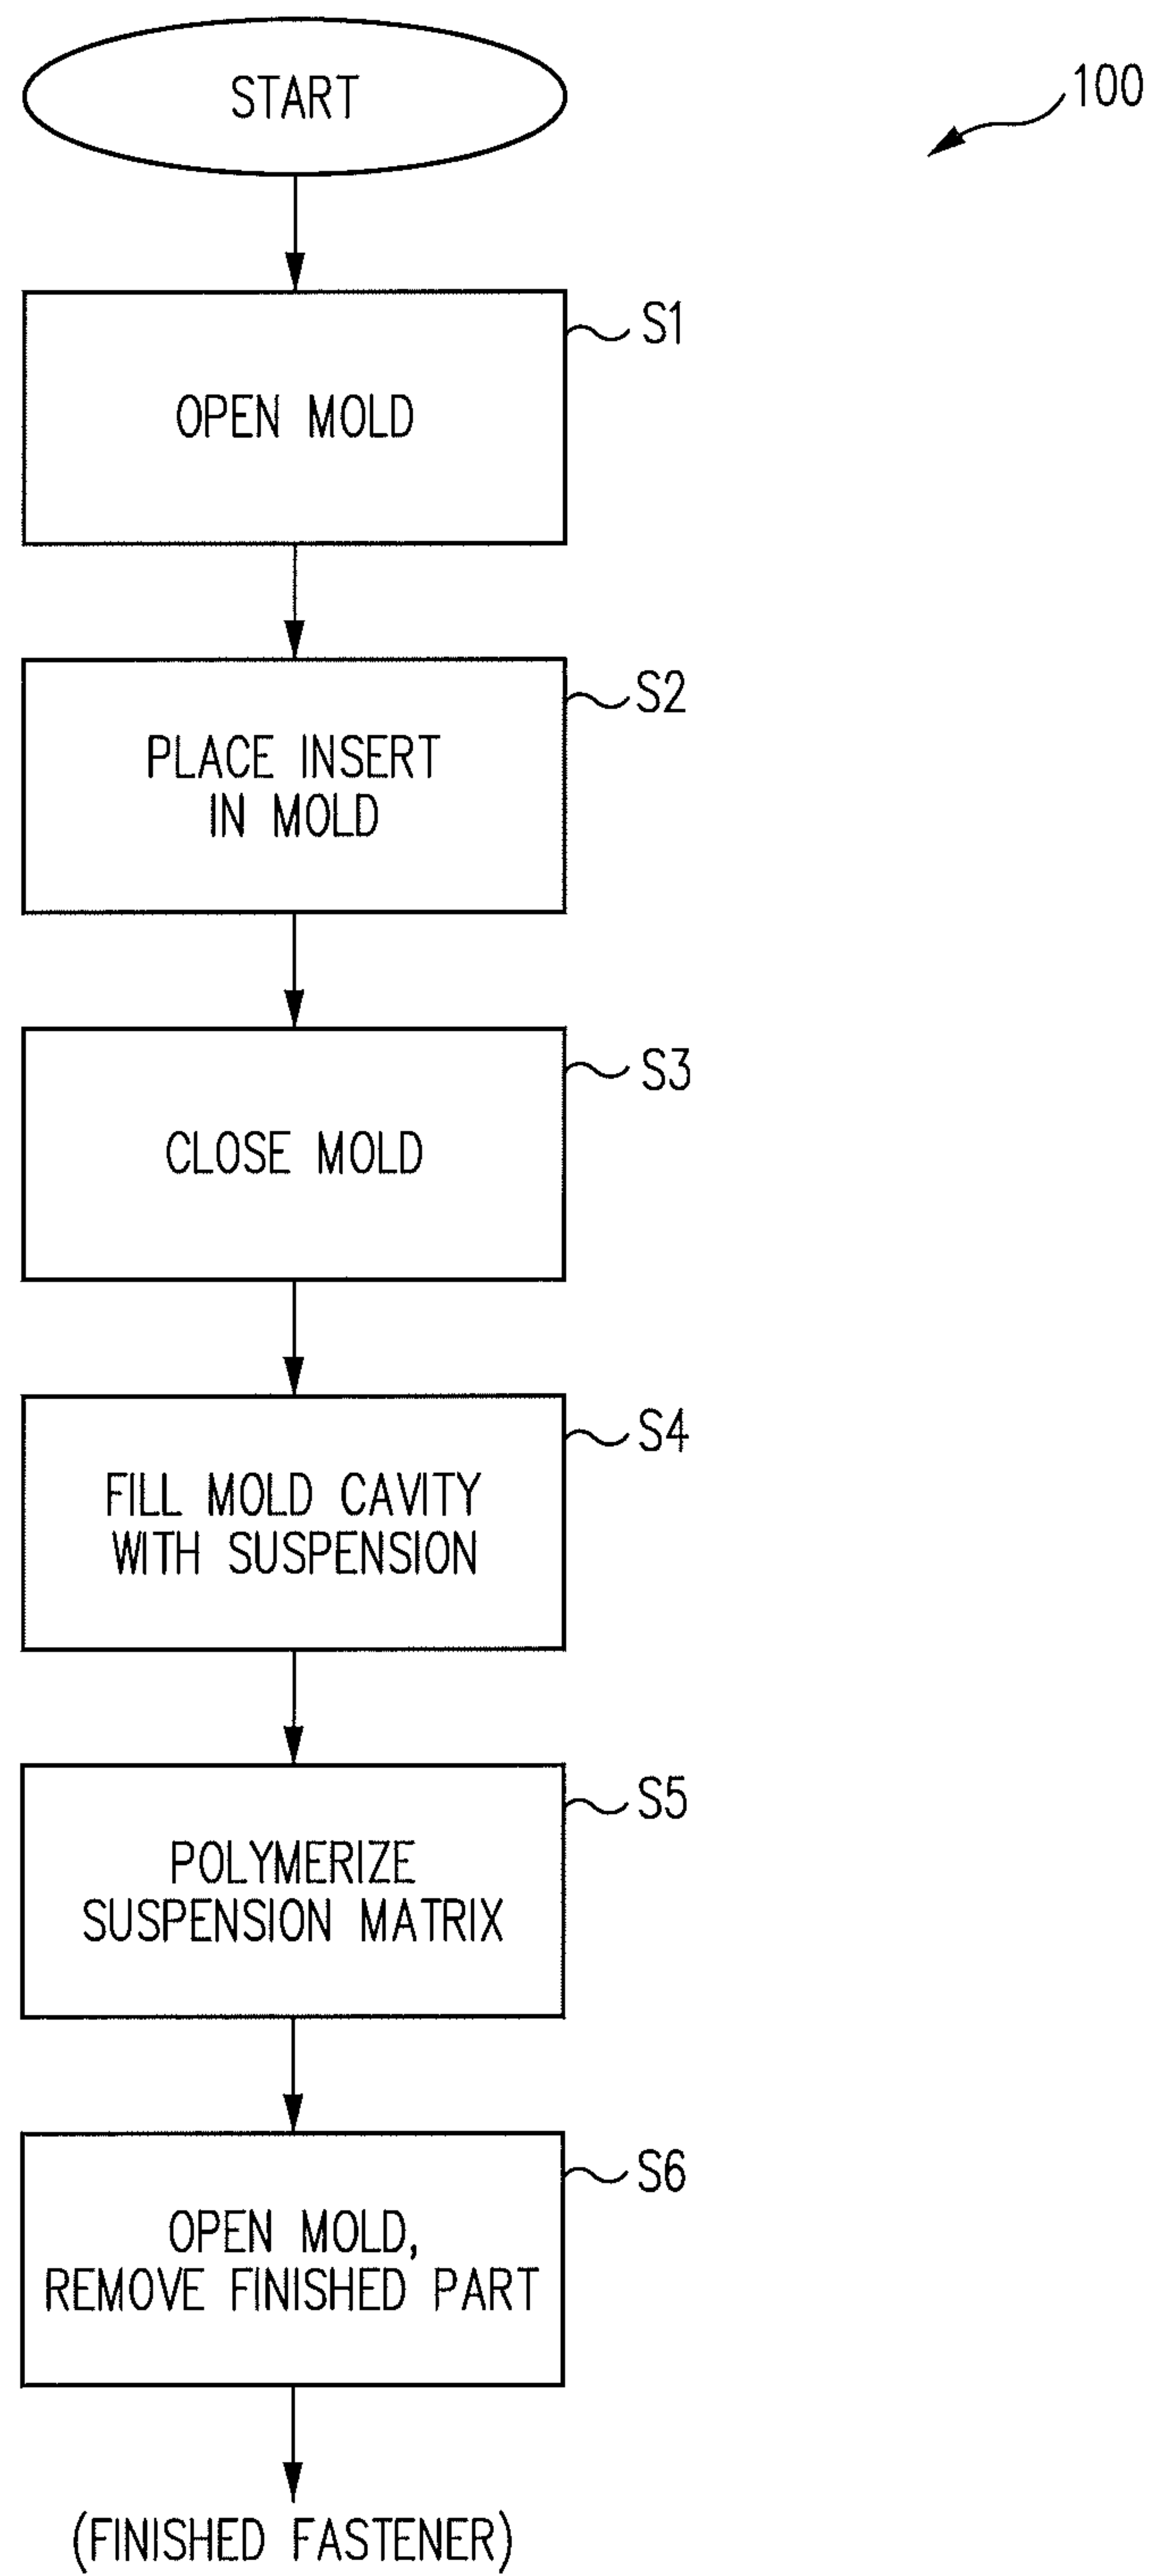 START
100
S1
OPEN MOLD
S2
PLACE INSERT
IN MOLD
S3
CLOSE MOLD
S4
FILL MOLD CAVITY
WITH SUSPENSION
S5
POLYMERIZE
SUSPENSION MATRIX
S6
OPEN MOLD,
REMOVE FINISHED PART
(FINISHED FASTENER)